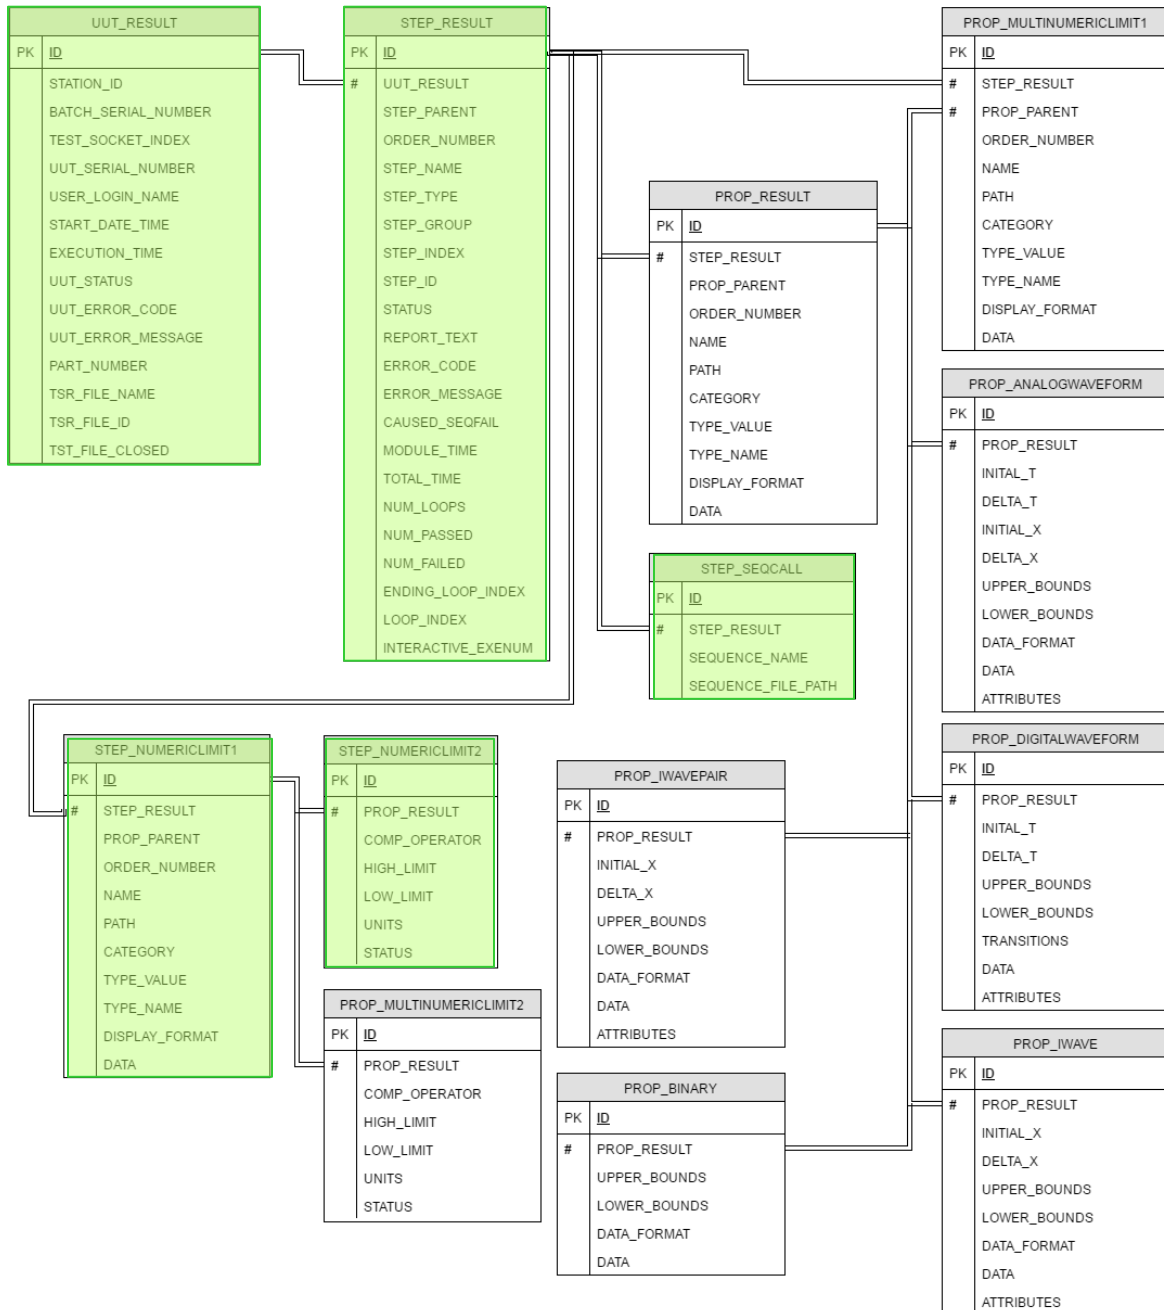 UUT_RESULT
PK ID
STATION_ID
BATCH_SERIAL_NUMBER
TEST_SOCKET_INDEX
UUT_SERIAL_NUMBER
USER_LOGIN_NAME
START_DATE_TIME
EXECUTION_TIME
UUT_STATUS
UUT_ERROR_CODE
UUT_ERROR_MESSAGE
PART_NUMBER
TSR_FILE_NAME
TSR_FILE_ID
TST_FILE_CLOSED
STEP_RESULT
PK ID
# UUT_RESULT
STEP_PARENT
ORDER_NUMBER
STEP_NAME
STEP_TYPE
STEP_GROUP
STEP_INDEX
STEP_ID
STATUS
REPORT_TEXT
ERROR_CODE
ERROR_MESSAGE
CAUSED_SEQFAIL
MODULE_TIME
TOTAL_TIME
NUM_LOOPS
NUM_PASSED
NUM_FAILED
ENDING_LOOP_INDEX
LOOP_INDEX
INTERACTIVE_EXENUM
PROP_RESULT
PK ID
# STEP_RESULT
PROP_PARENT
ORDER_NUMBER
NAME
PATH
CATEGORY
TYPE_VALUE
TYPE_NAME
DISPLAY_FORMAT
DATA
STEP_SEQCALL
PK ID
# STEP_RESULT
SEQUENCE_NAME
SEQUENCE_FILE_PATH
PROP_MULTINUMERICLIMIT1
PK ID
# STEP_RESULT
# PROP_PARENT
ORDER_NUMBER
NAME
PATH
CATEGORY
TYPE_VALUE
TYPE_NAME
DISPLAY_FORMAT
DATA
PROP_ANALOGWAVEFORM
PK ID
# PROP_RESULT
INITAL_T
DELTA_T
INITIAL_X
DELTA_X
UPPER_BOUNDS
LOWER_BOUNDS
DATA_FORMAT
DATA
ATTRIBUTES
STEP_NUMERICLIMIT1
PK ID
# STEP_RESULT
PROP_PARENT
ORDER_NUMBER
NAME
PATH
CATEGORY
TYPE_VALUE
TYPE_NAME
DISPLAY_FORMAT
DATA
STEP_NUMERICLIMIT2
PK ID
# PROP_RESULT
COMP_OPERATOR
HIGH_LIMIT
LOW_LIMIT
UNITS
STATUS
PROP_MULTINUMERICLIMIT2
PK ID
# PROP_RESULT
COMP_OPERATOR
HIGH_LIMIT
LOW_LIMIT
UNITS
STATUS
PROP_IWAVEPAIR
PK ID
# PROP_RESULT
INITIAL_X
DELTA_X
UPPER_BOUNDS
LOWER_BOUNDS
DATA_FORMAT
DATA
ATTRIBUTES
PROP_BINARY
PK ID
# PROP_RESULT
UPPER_BOUNDS
LOWER_BOUNDS
DATA_FORMAT
DATA
PROP_DIGITALWAVEFORM
PK ID
# PROP_RESULT
INITAL_T
DELTA_T
UPPER_BOUNDS
LOWER_BOUNDS
TRANSITIONS
DATA
ATTRIBUTES
PROP_IWAVE
PK ID
# PROP_RESULT
INITIAL_X
DELTA_X
UPPER_BOUNDS
LOWER_BOUNDS
DATA_FORMAT
DATA
ATTRIBUTES